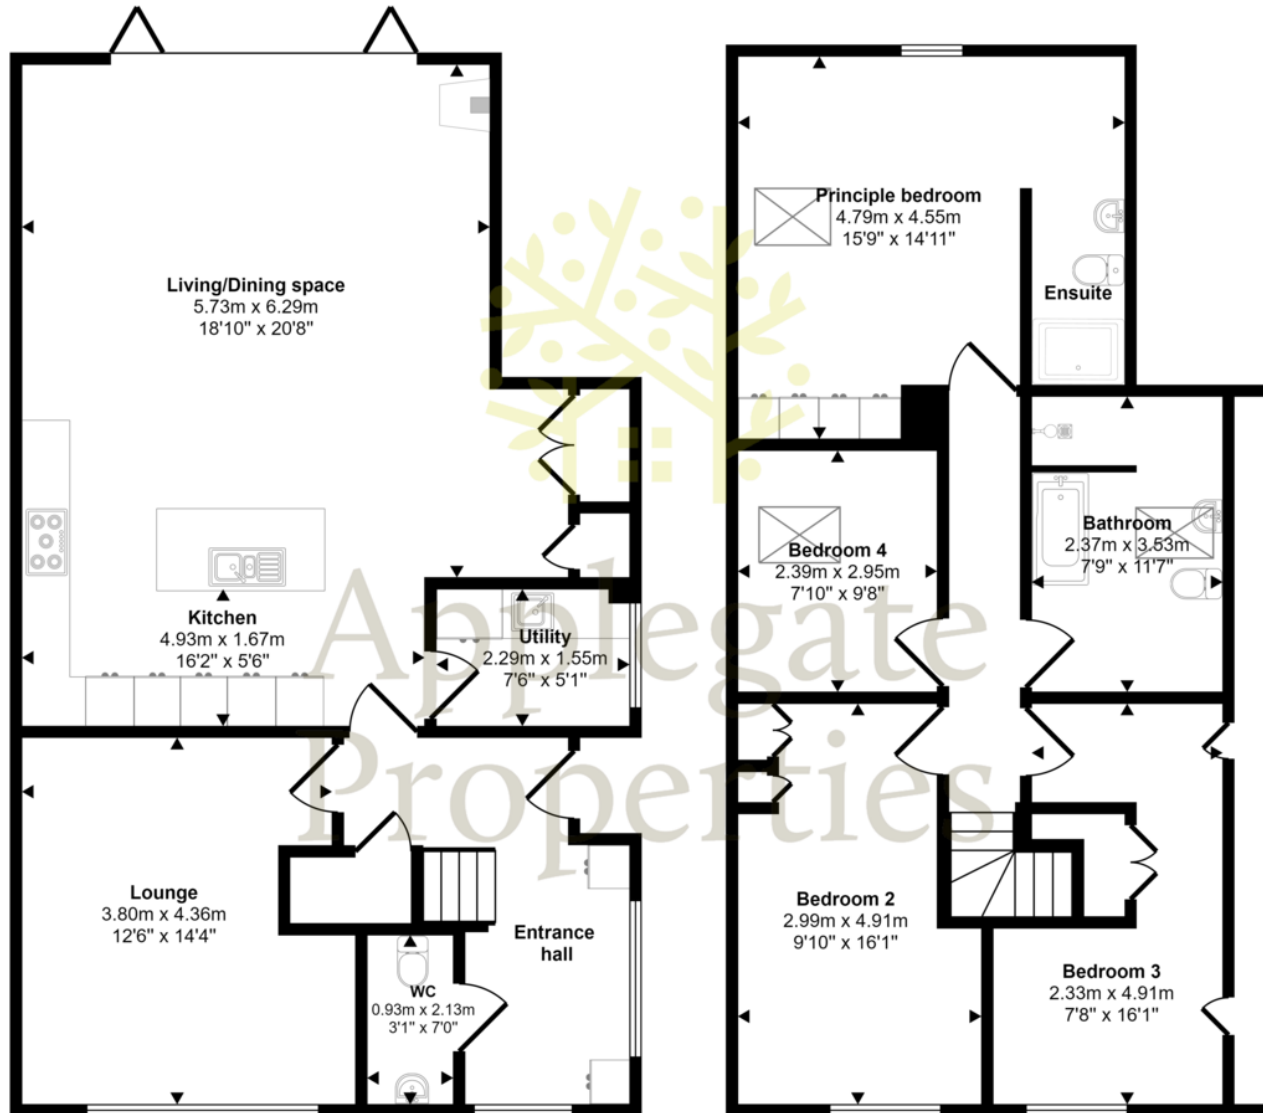 Living/Dining space
5.73m x 6.29m
18'10" x 20'8"
Kitchen
4.93m x 1.67m
16'2" x 5'6"
Utility
2.29m x 1.55m
7'6" x 5'1"
Lounge
3.80m x 4.36m
12'6" x 14'4"
WC
0.93m x 2.13m
3'1" x 7'0"
Entrance
hall
Principle bedroom
4.79m x 4.55m
15'9" x 14'11"
Ensuite
Bedroom 4
2.39m x 2.95m
7'10" x 9'8"
Bathroom
2.37m x 3.53m
7'9" x 11'7"
Bedroom 2
2.99m x 4.91m
9'10" x 16'1"
Bedroom 3
2.33m x 4.91m
7'8" x 16'1"
Applegate
Properties